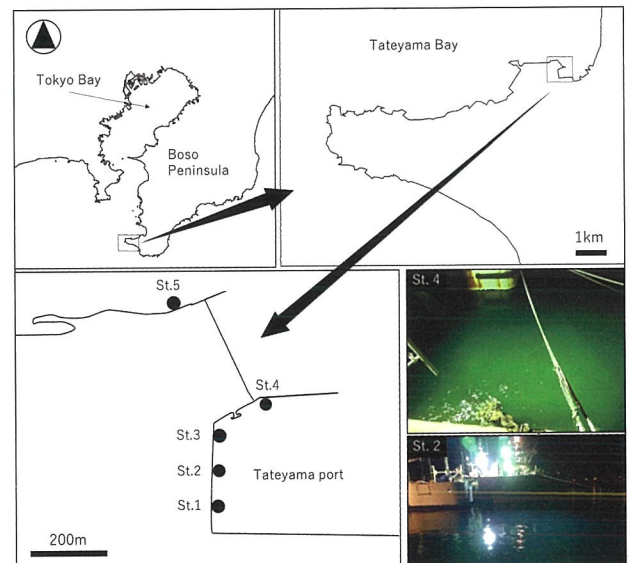 Tokyo Bay
Boso
Peninsula
Tateyama Bay
1km
St.5
St.4
St.3
St.2
St.1
Tateyama port
200m
St. 4
St. 2